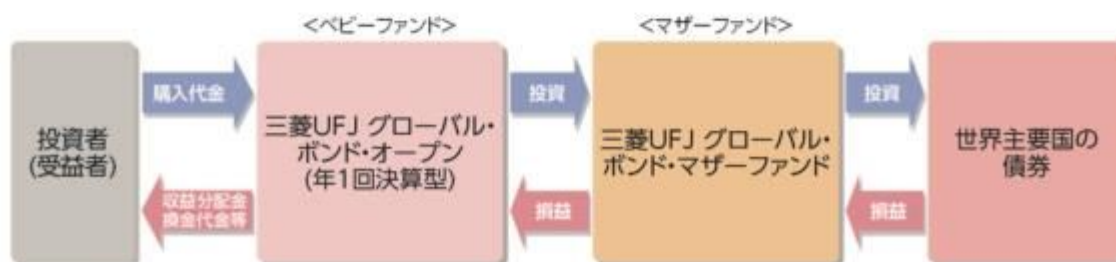 <ベビーファンド>
<マザーファンド>
投資者
(受益者)
購入代金
収益分配金
換金代金等
三菱UFJ グローバル・
ボンド・オープン
(年1回決算型)
投資
損益
三菱UFJ グローバル・
ボンド・マザーファンド
投資
損益
世界主要国の
債券